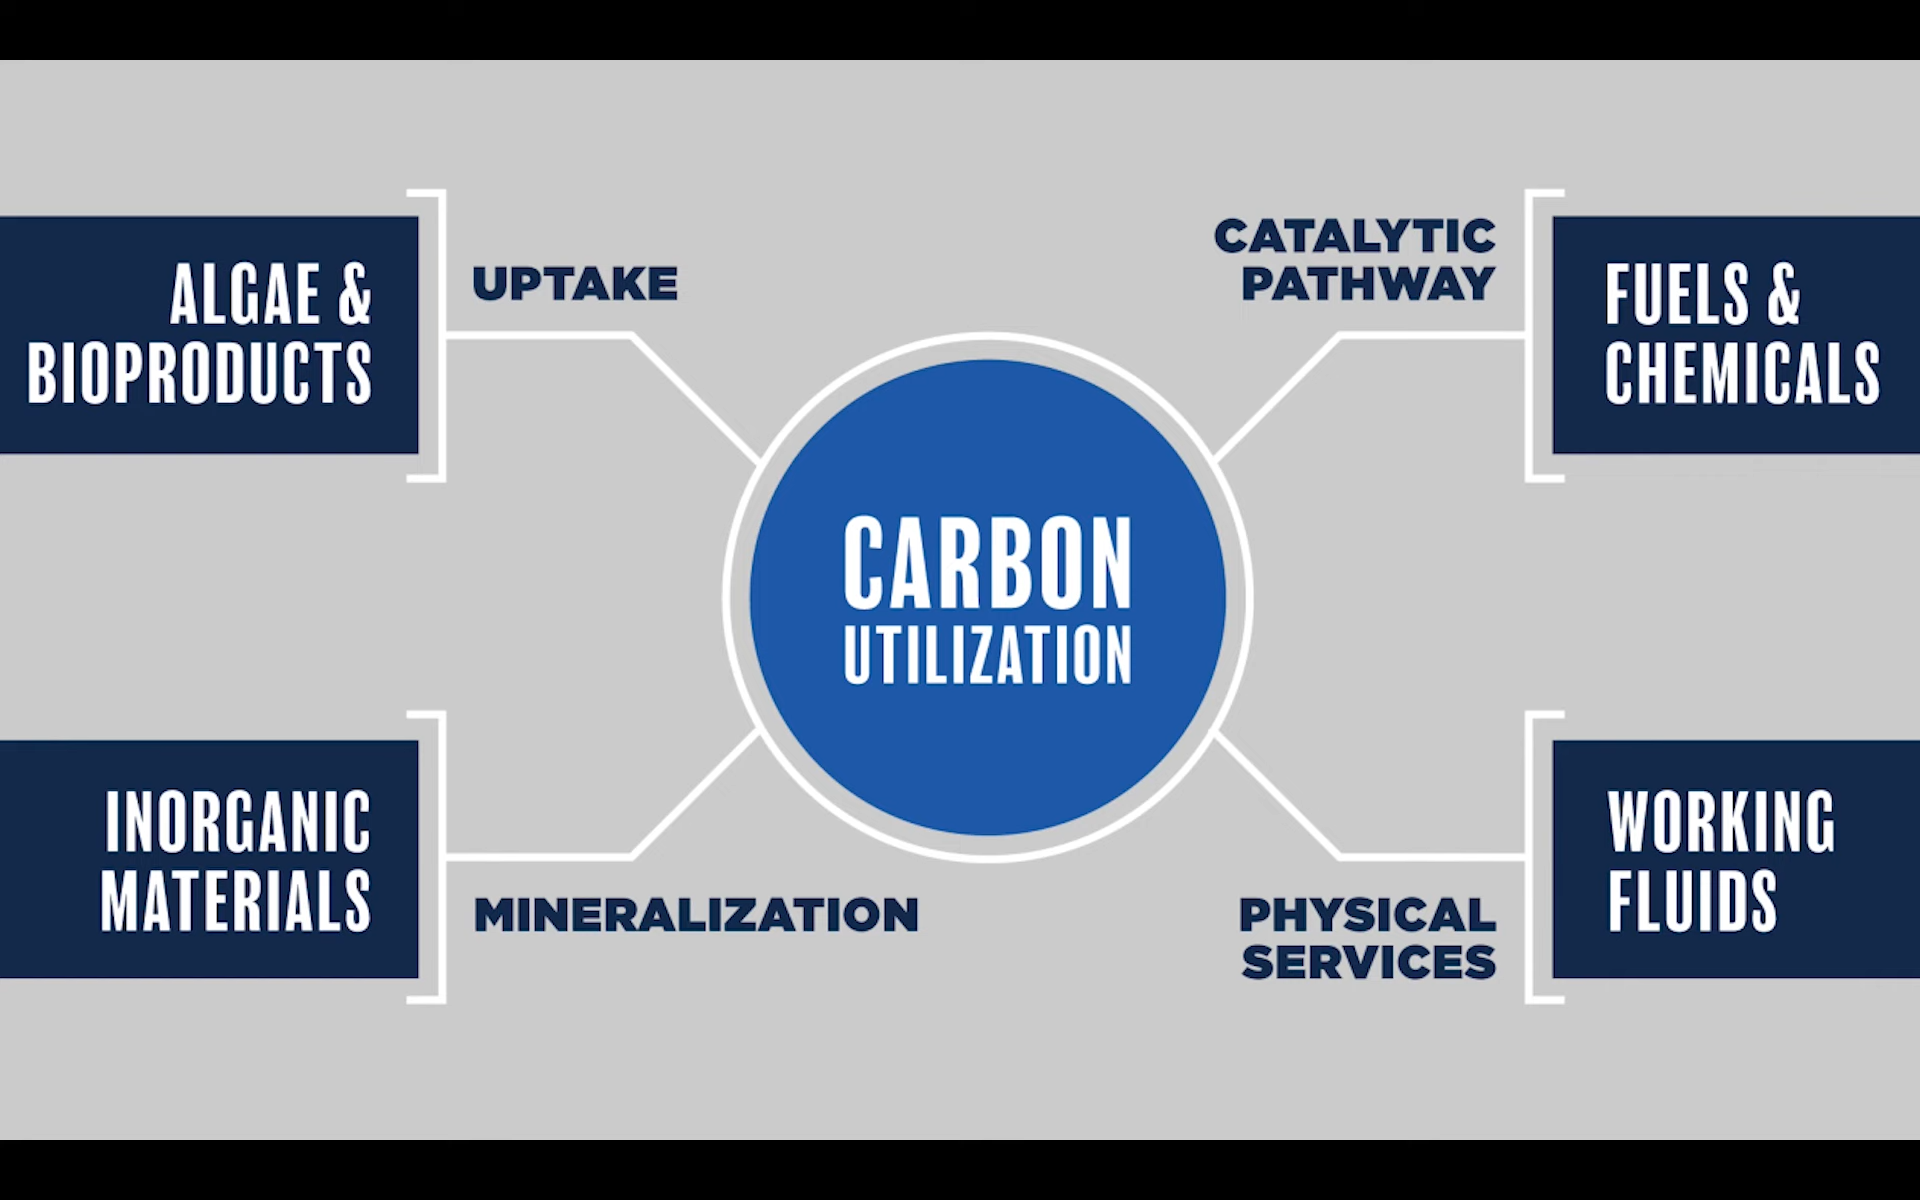 ALGAE &
BIOPRODUCTS
UPTAKE
CATALYTIC
PATHWAY
FUELS &
CHEMICALS
CARBON
UTILIZATION
INORGANIC
MATERIALS
MINERALIZATION
PHYSICAL
SERVICES
WORKING
FLUIDS